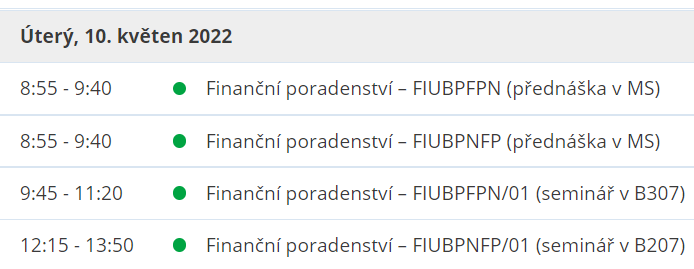 Úterý, 10. květen 2022
8:55 - 9:40 Finanční poradenství – FIUBPFPN (přednáška v MS)
8:55 - 9:40 Finanční poradenství – FIUBPNFP (přednáška v MS)
9:45 - 11:20 Finanční poradenství – FIUBPFPN/01 (seminář v B307)
12:15 - 13:50 Finanční poradenství – FIUBPNFP/01 (seminář v B207)